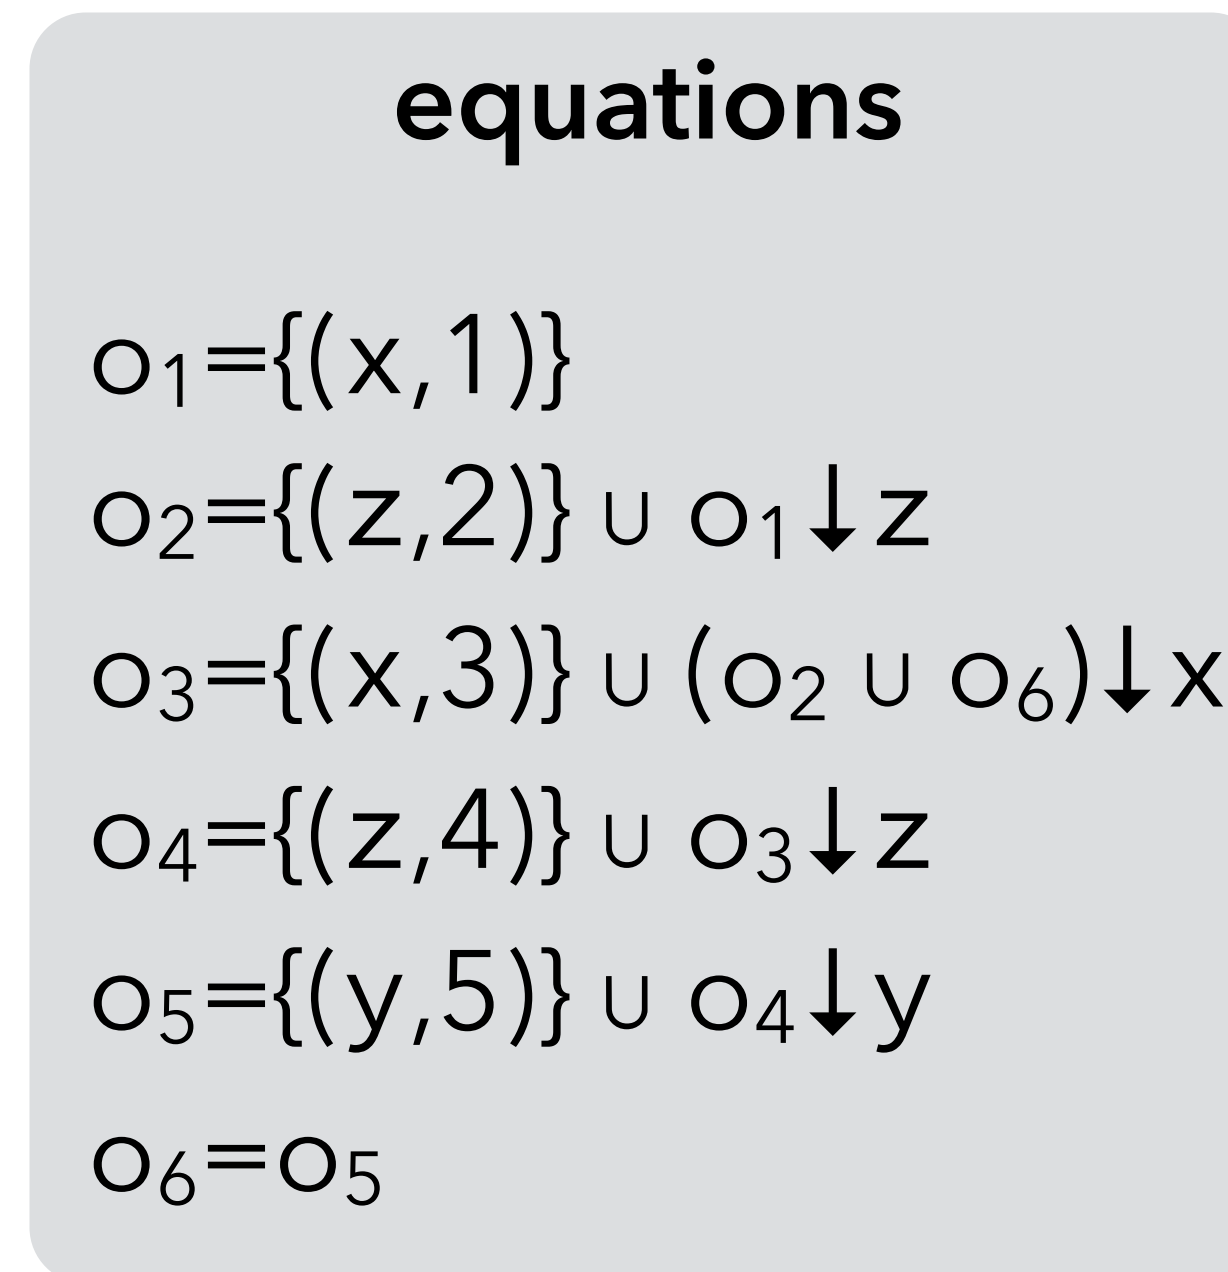 equations
o₁={(x,1)}
o₂={(z,2)} ∪ o₁↓z
o₃={(x,3)} ∪ (o₂ ∪ o₆)↓x
o₄={(z,4)} ∪ o₃↓z
o₅={(y,5)} ∪ o₄↓y
o₆=o₅